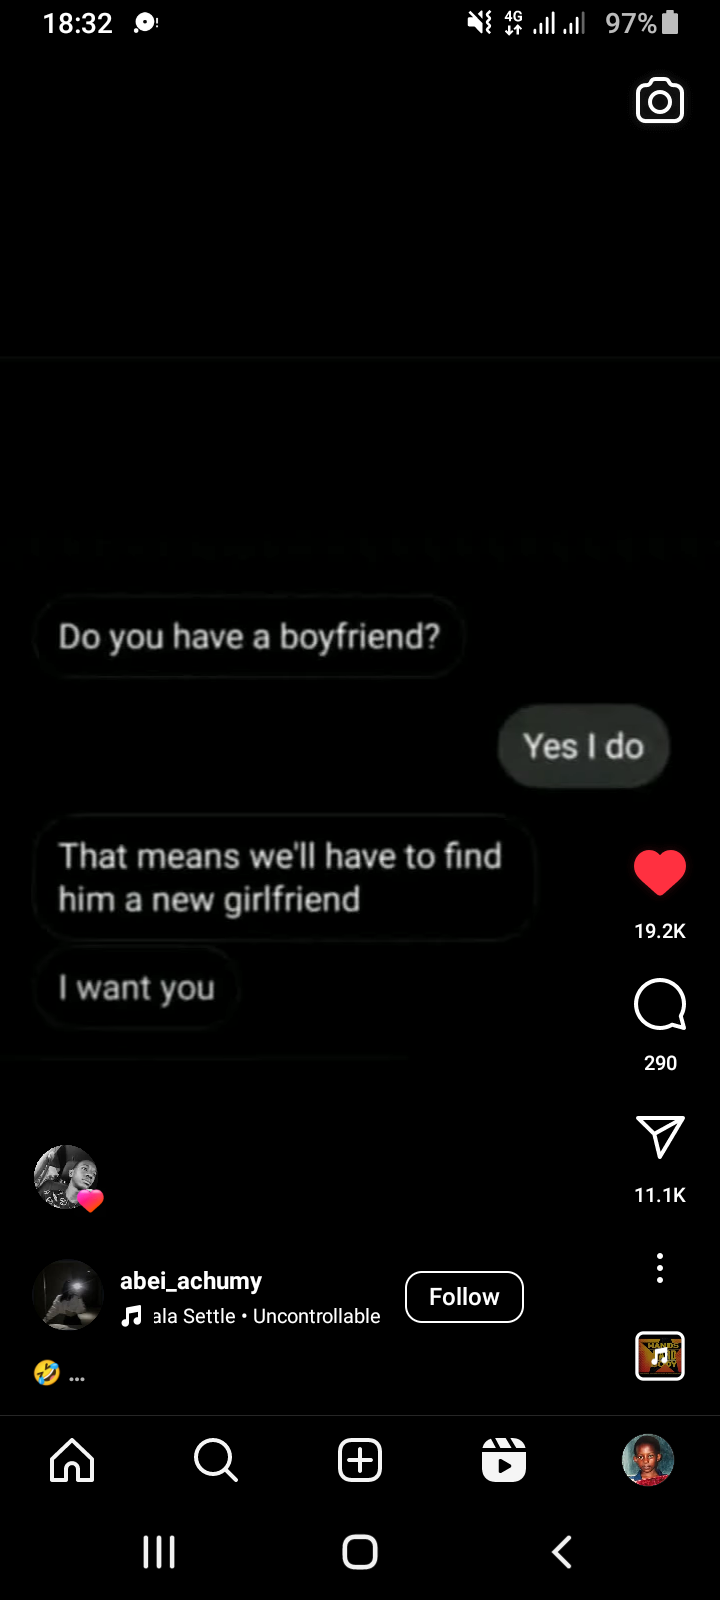 18:32
4G
97%
Do you have a boyfriend?
Yes I do
That means we'll have to find
him a new girlfriend
I want you
19.2K
290
11.1K
abei_achumy
ala Settle • Uncontrollable
Follow
🤣 ...